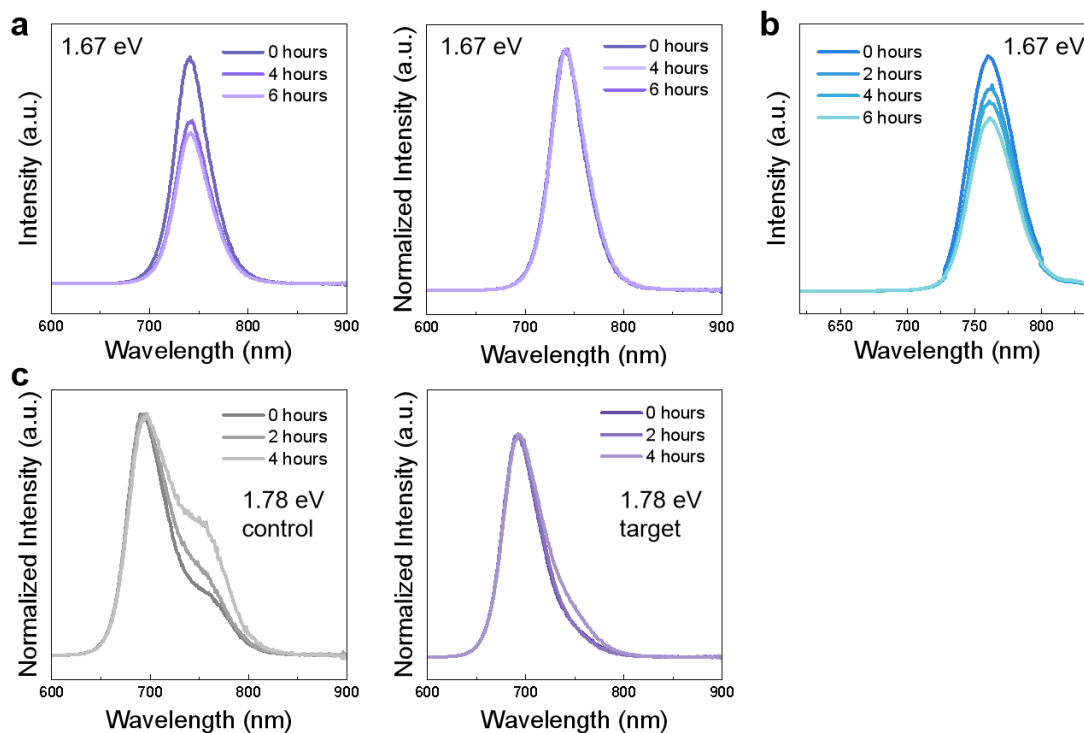 a
1.67 eV
0 hours
4 hours
6 hours
Intensity (a.u.)
600
700
800
900
Wavelength (nm)
1.67 eV
0 hours
4 hours
6 hours
Normalized Intensity (a.u.)
600
700
800
900
Wavelength (nm)
b
0 hours
2 hours
4 hours
6 hours
1.67 eV
Intensity (a.u.)
650
700
750
800
Wavelength (nm)
c
0 hours
2 hours
4 hours
1.78 eV
control
Normalized Intensity (a.u.)
600
700
800
900
Wavelength (nm)
0 hours
2 hours
4 hours
1.78 eV
target
Normalized Intensity (a.u.)
600
700
800
900
Wavelength (nm)